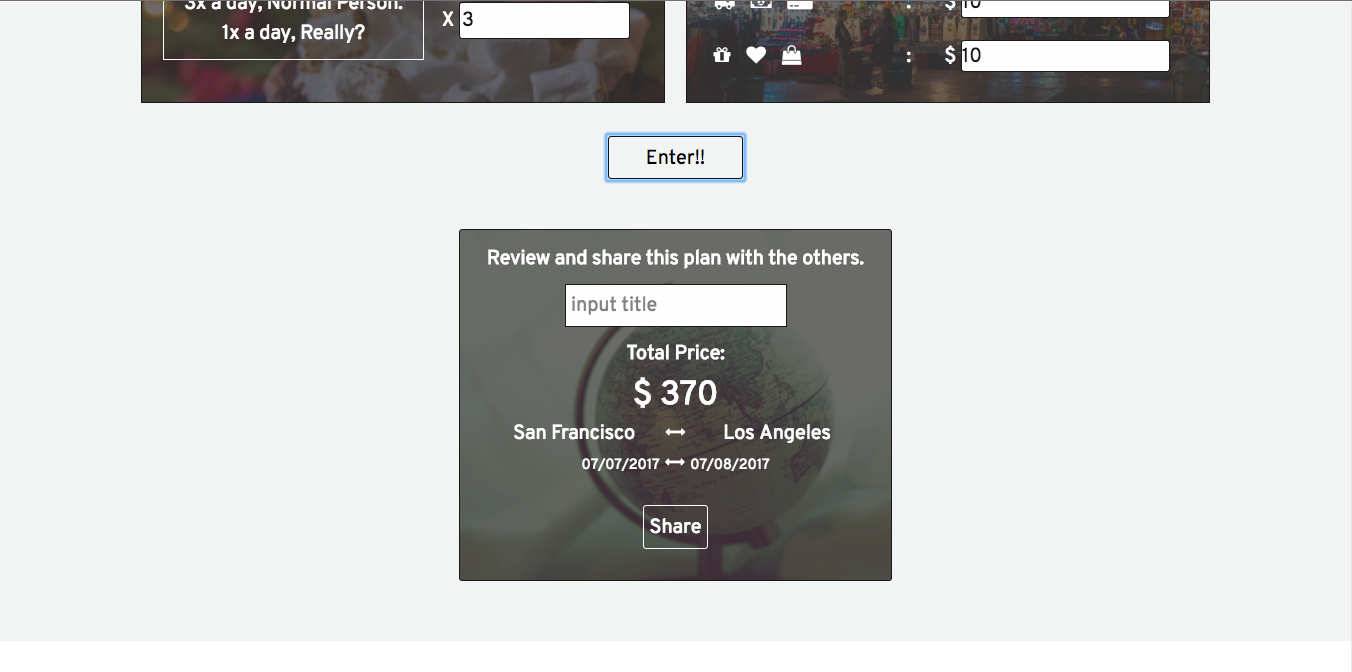 3x a day, Normal Person.
1x a day, Really?
X 3
: $ 10
: $ 10
Enter!!
Review and share this plan with the others.
input title
Total Price:
$ 370
San Francisco ↔ Los Angeles
07/07/2017 ↔ 07/08/2017
Share